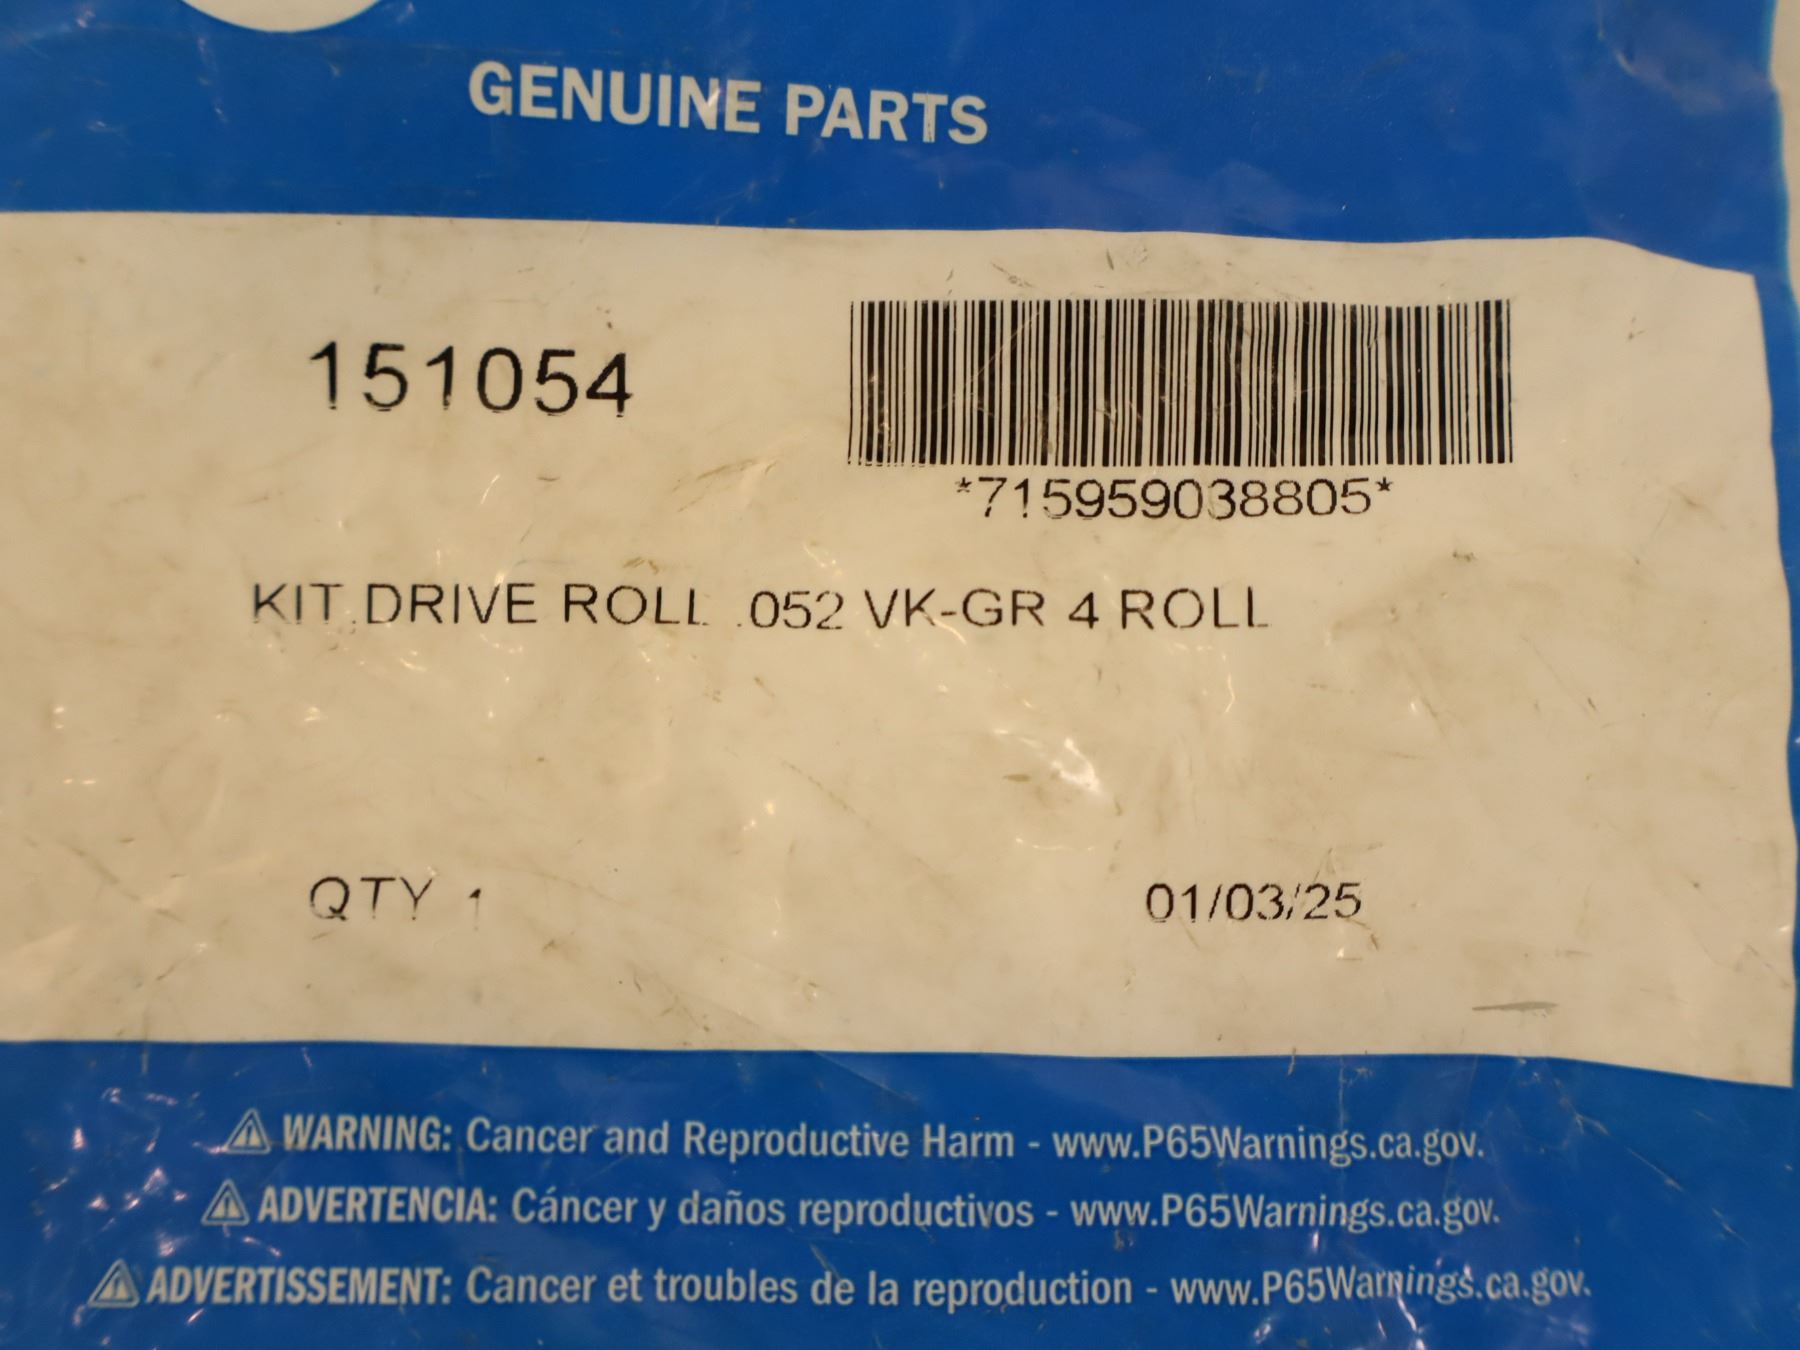 GENUINE PARTS
151054
*715959038805*
KIT,DRIVE ROLL .052 VK-GR 4 ROLL
QTY 1
01/03/25
WARNING: Cancer and Reproductive Harm - www.P65Warnings.ca.gov.
ADVERTENCIA: Cáncer y daños reproductivos - www.P65Warnings.ca.gov.
ADVERTISSEMENT: Cancer et troubles de la reproduction - www.P65Warnings.ca.gov.